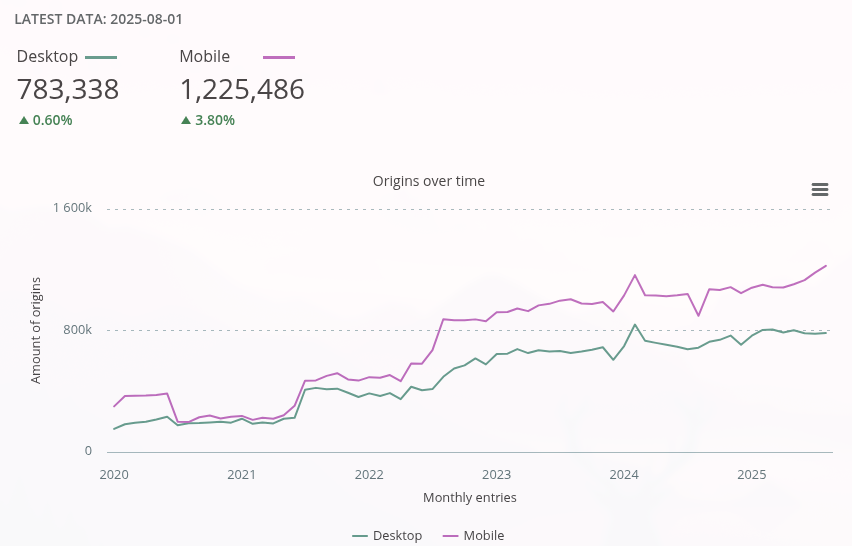 LATEST DATA: 2025-08-01
Desktop
Mobile
783,338
1,225,486
▲ 0.60%
▲ 3.80%
Origins over time
1 600k
800k
0
Amount of origins
2020 2021 2022 2023 2024 2025
Monthly entries
Desktop Mobile